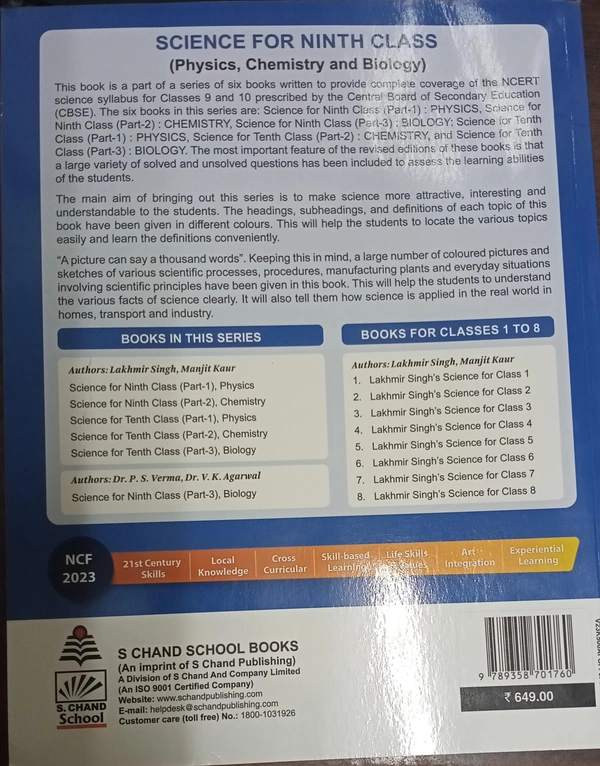 SCIENCE FOR NINTH CLASS
(Physics, Chemistry and Biology)
This book is a part of a series of six books written to provide complete coverage of the NCERT
science syllabus for Classes 9 and 10 prescribed by the Central Board of Secondary Education
(CBSE). The six books in this series are: Science for Ninth Class (Part-1) : PHYSICS, Science for
Ninth Class (Part-2) : CHEMISTRY, Science for Ninth Class (Part-3) : BIOLOGY; Science for Tenth
Class (Part-1) : PHYSICS, Science for Tenth Class (Part-2) : CHEMISTRY, and Science for Tenth
Class (Part-3) : BIOLOGY. The most important feature of the revised editions of these books is that
a large variety of solved and unsolved questions has been included to assess the learning abilities
of the students.
The main aim of bringing out this series is to make science more attractive, interesting and
understandable to the students. The headings, subheadings, and definitions of each topic of this
book have been given in different colours. This will help the students to locate the various topics
easily and learn the definitions conveniently.
“A picture can say a thousand words”. Keeping this in mind, a large number of coloured pictures and
sketches of various scientific processes, procedures, manufacturing plants and everyday situations
involving scientific principles have been given in this book. This will help the students to understand
the various facts of science clearly. It will also tell them how science is applied in the real world in
homes, transport and industry.
BOOKS IN THIS SERIES
Authors: Lakhmir Singh, Manjit Kaur
Science for Ninth Class (Part-1), Physics
Science for Ninth Class (Part-2), Chemistry
Science for Tenth Class (Part-1), Physics
Science for Tenth Class (Part-2), Chemistry
Science for Tenth Class (Part-3), Biology
Authors: Dr. P. S. Verma, Dr. V. K. Agarwal
Science for Ninth Class (Part-3), Biology
BOOKS FOR CLASSES 1 TO 8
Authors: Lakhmir Singh, Manjit Kaur
1. Lakhmir Singh's Science for Class 1
2. Lakhmir Singh's Science for Class 2
3. Lakhmir Singh's Science for Class 3
4. Lakhmir Singh's Science for Class 4
5. Lakhmir Singh's Science for Class 5
6. Lakhmir Singh's Science for Class 6
7. Lakhmir Singh's Science for Class 7
8. Lakhmir Singh's Science for Class 8
NCF
2023
21st Century
Skills
Local
Knowledge
Cross
Curricular
Skill-based
Learning
Life Skills
Values
Art
Integration
Experiential
Learning
S. CHAND
School
S CHAND SCHOOL BOOKS
(An imprint of S Chand Publishing)
A Division of S Chand And Company Limited
(An ISO 9001 Certified Company)
Website: www.schandpublishing.com
E-mail: helpdesk@schandpublishing.com
Customer care (toll free) No.: 1800-1031926
9 789358 701760
₹ 649.00